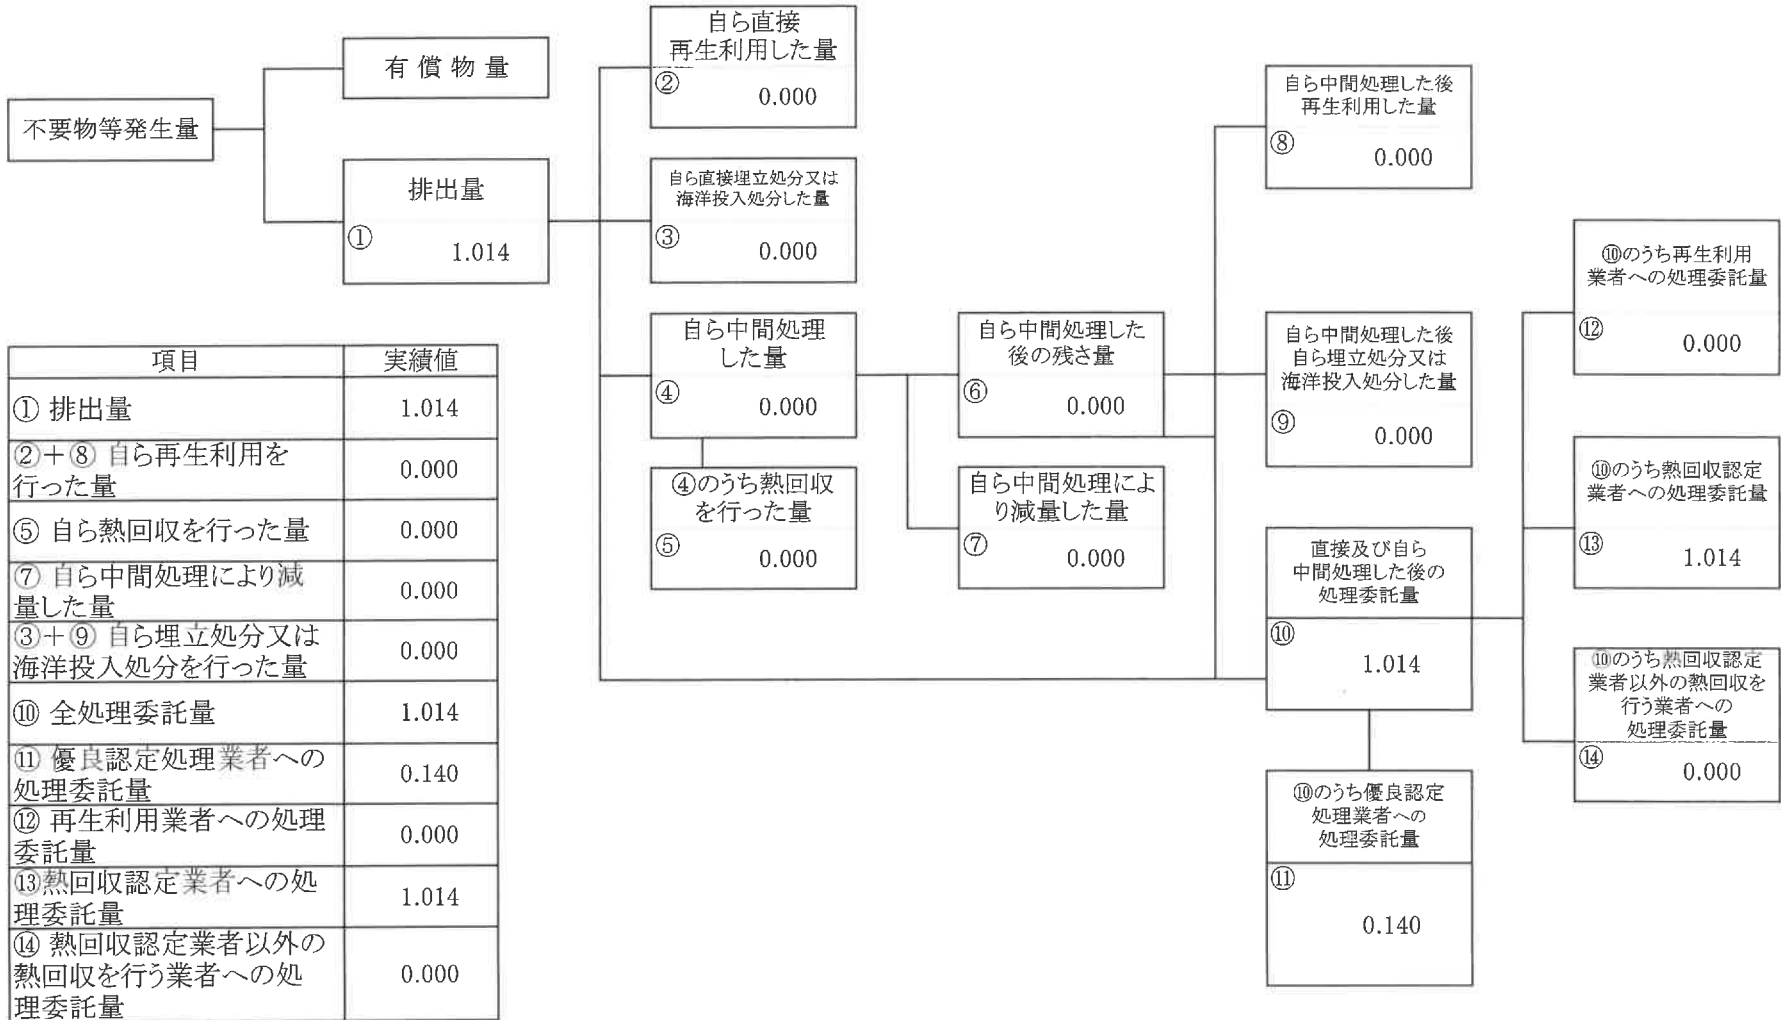 不要物等発生量
有償物量
排出量
①
1.014
自ら直接
再生利用した量
②
0.000
自ら直接埋立処分又は
海洋投入処分した量
③
0.000
自ら中間処理
した量
④
0.000
④のうち熱回収
を行った量
⑤
0.000
自ら中間処理した
後の残さ量
⑥
0.000
自ら中間処理によ
り減量した量
⑦
0.000
自ら中間処理した後
再生利用した量
⑧
0.000
自ら中間処理した後
自ら埋立処分又は
海洋投入処分した量
⑨
0.000
直接及び自ら
中間処理した後の
処理委託量
⑩
1.014
⑩のうち優良認定
処理業者への
処理委託量
⑪
0.140
⑩のうち再生利用
業者への処理委託量
⑫
0.000
⑩のうち熱回収認定
業者への処理委託量
⑬
1.014
⑩のうち熱回収認定
業者以外の熱回収を
行う業者への
処理委託量
⑭
0.000
項目 実績値
① 排出量 1.014
②＋⑧ 自ら再生利用を
行った量 0.000
⑤ 自ら熱回収を行った量 0.000
⑦ 自ら中間処理により減
量した量 0.000
③＋⑨ 自ら埋立処分又は
海洋投入処分を行った量 0.000
⑩ 全処理委託量 1.014
⑪ 優良認定処理業者への
処理委託量 0.140
⑫ 再生利用業者への処理
委託量 0.000
⑬熱回収認定業者への処
理委託量 1.014
⑭ 熱回収認定業者以外の
熱回収を行う業者への処
理委託量 0.000